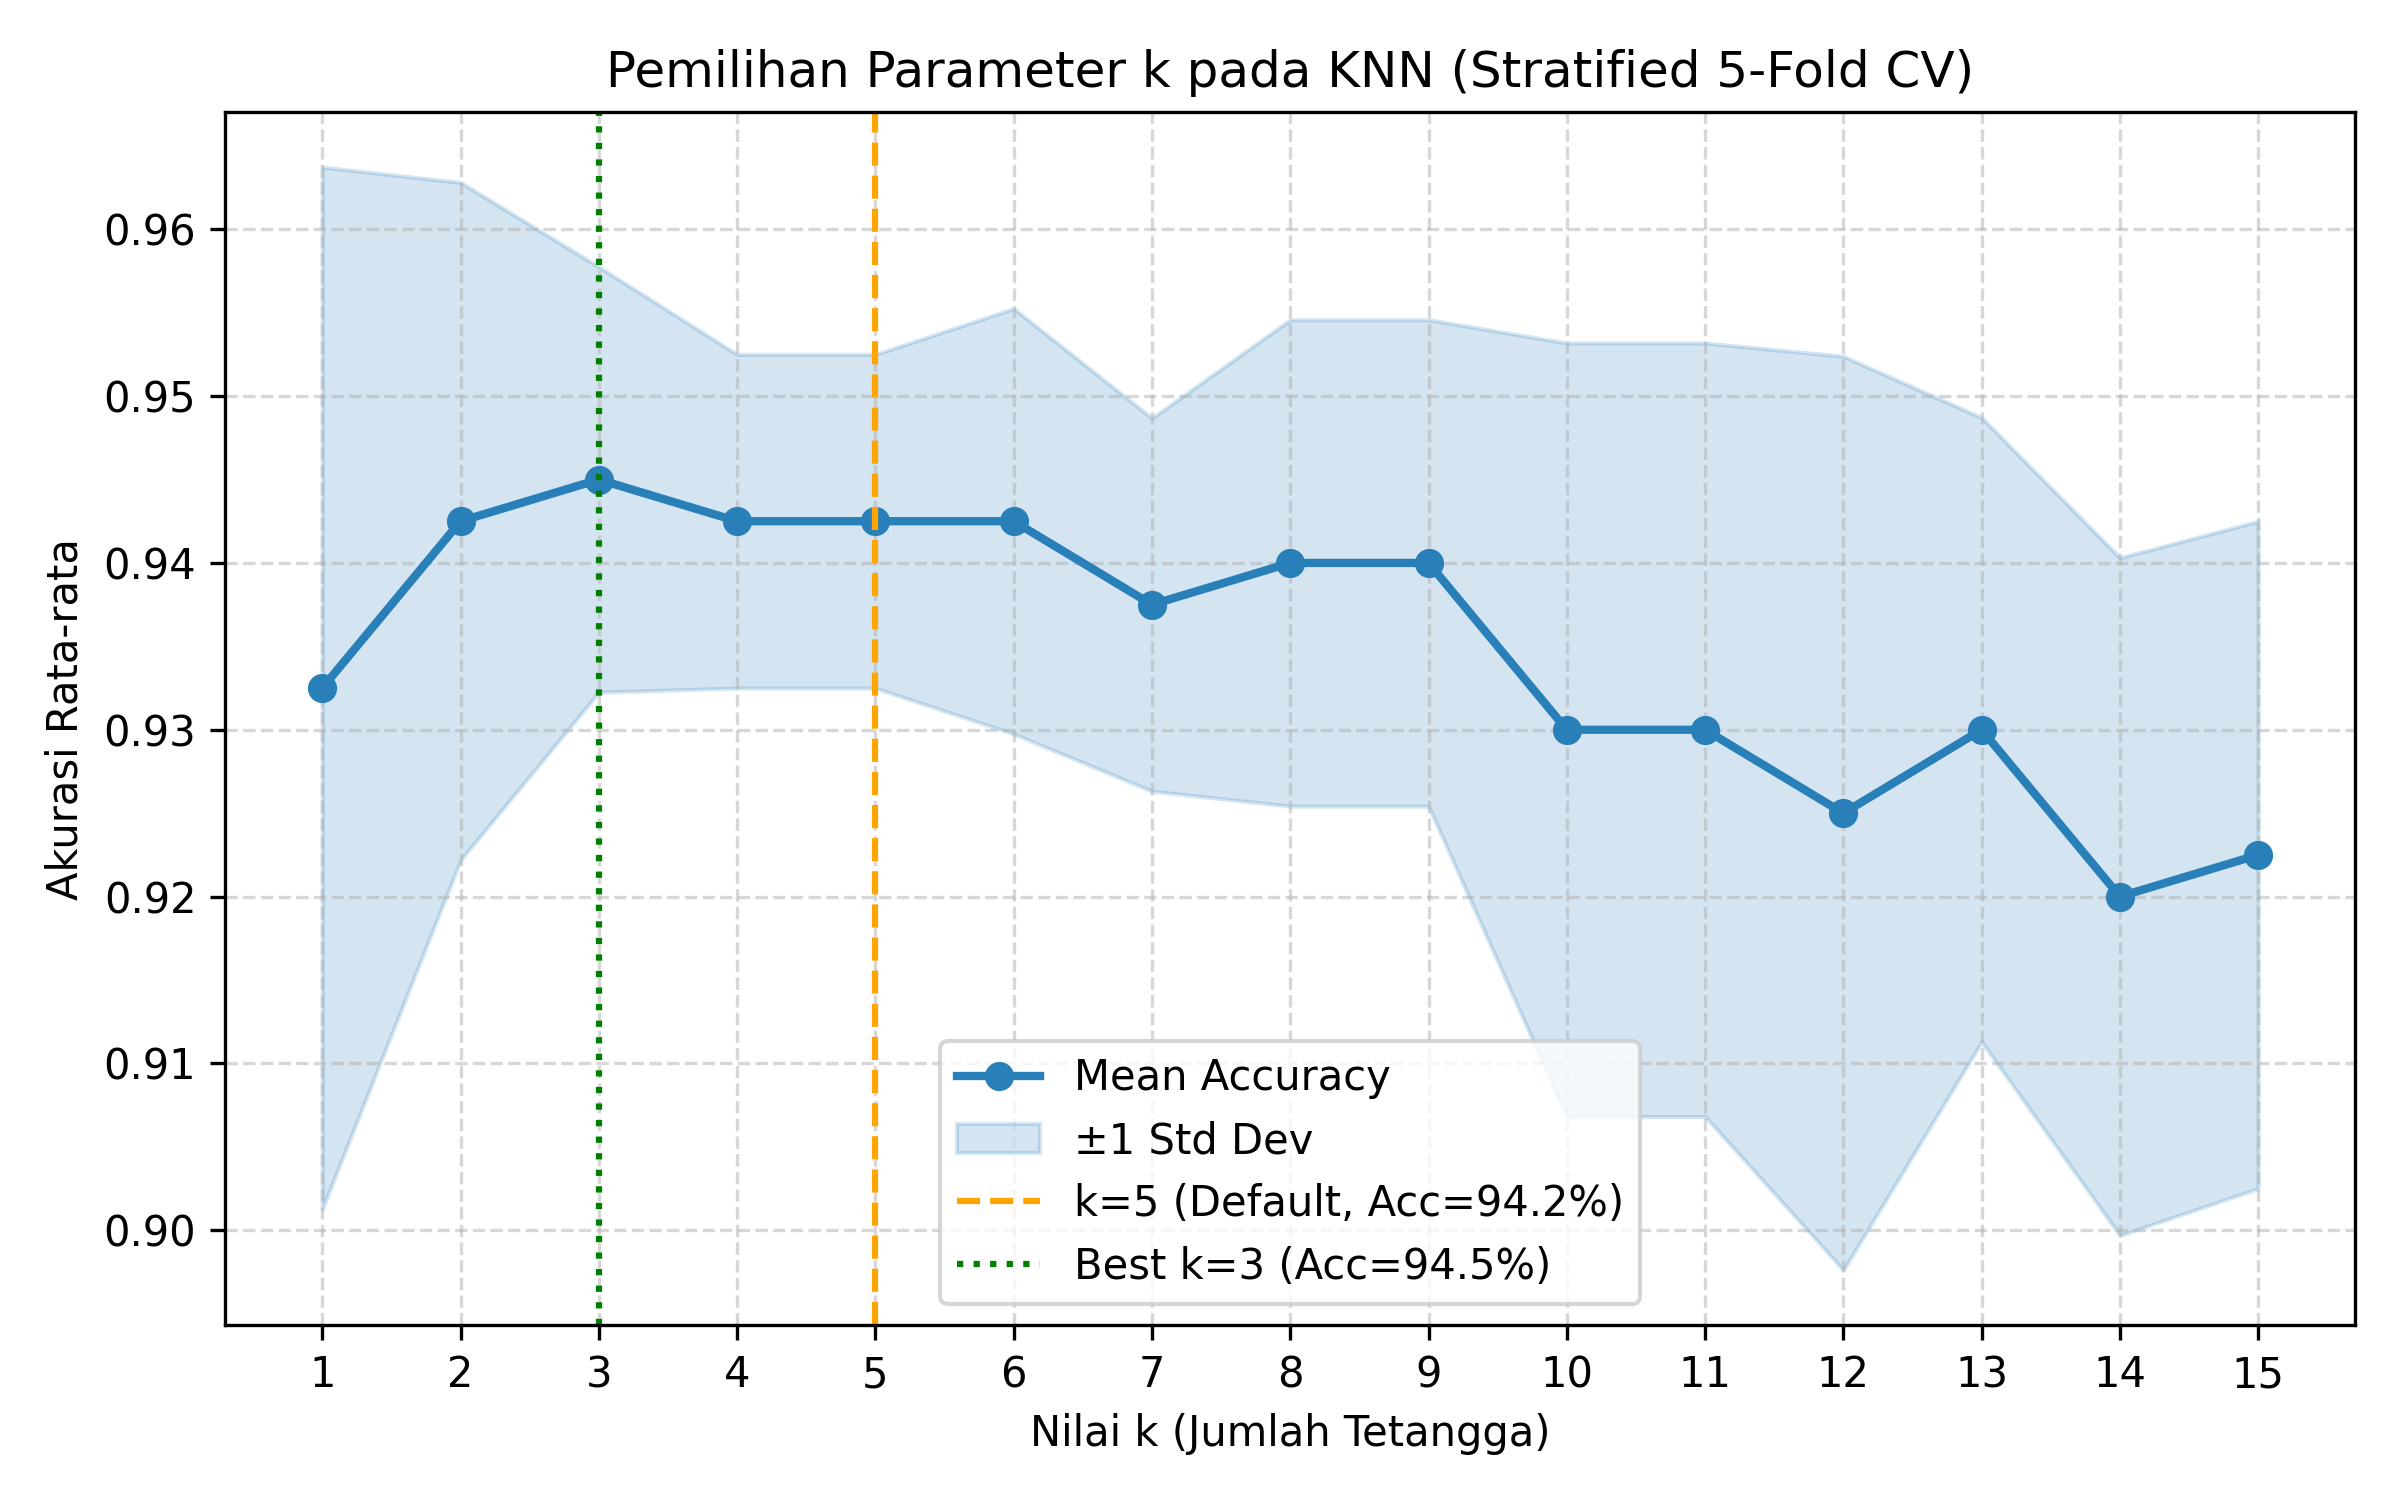 Pemilihan Parameter k pada KNN (Stratified 5-Fold CV)
Akurasi Rata-rata
0.96
0.95
0.94
0.93
0.92
0.91
0.90
Mean Accuracy
±1 Std Dev
k=5 (Default, Acc=94.2%)
Best k=3 (Acc=94.5%)
1 2 3 4 5 6 7 8 9 10 11 12 13 14 15
Nilai k (Jumlah Tetangga)